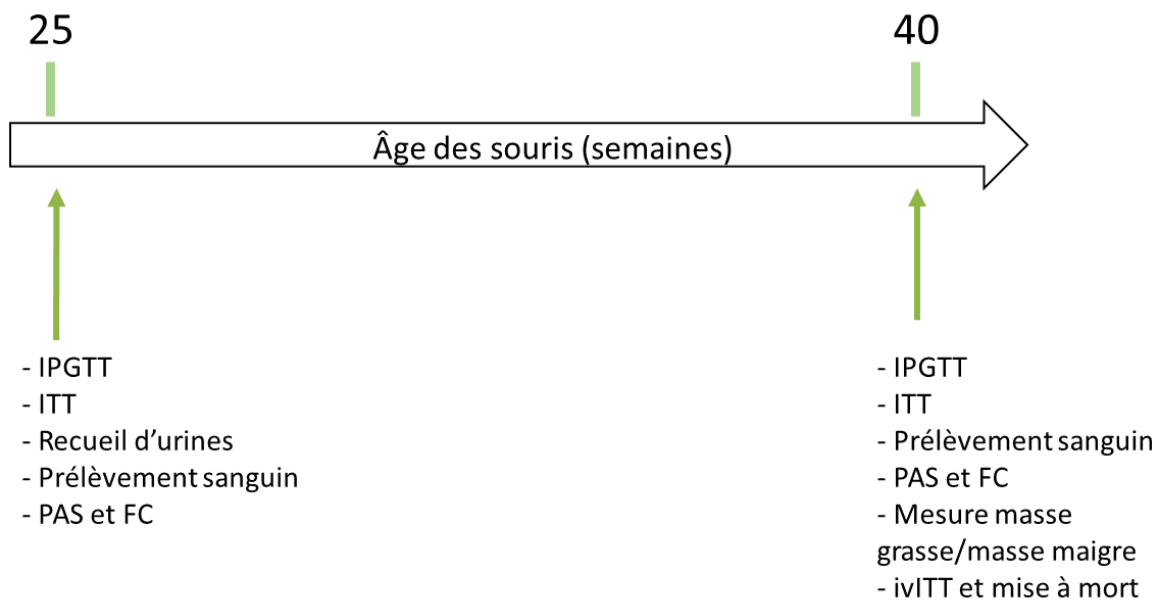 25
40
Âge des souris (semaines)
- IPGTT
- ITT
- Recueil d'urines
- Prélèvement sanguin
- PAS et FC
- IPGTT
- ITT
- Prélèvement sanguin
- PAS et FC
- Mesure masse
grasse/masse maigre
- ivITT et mise à mort